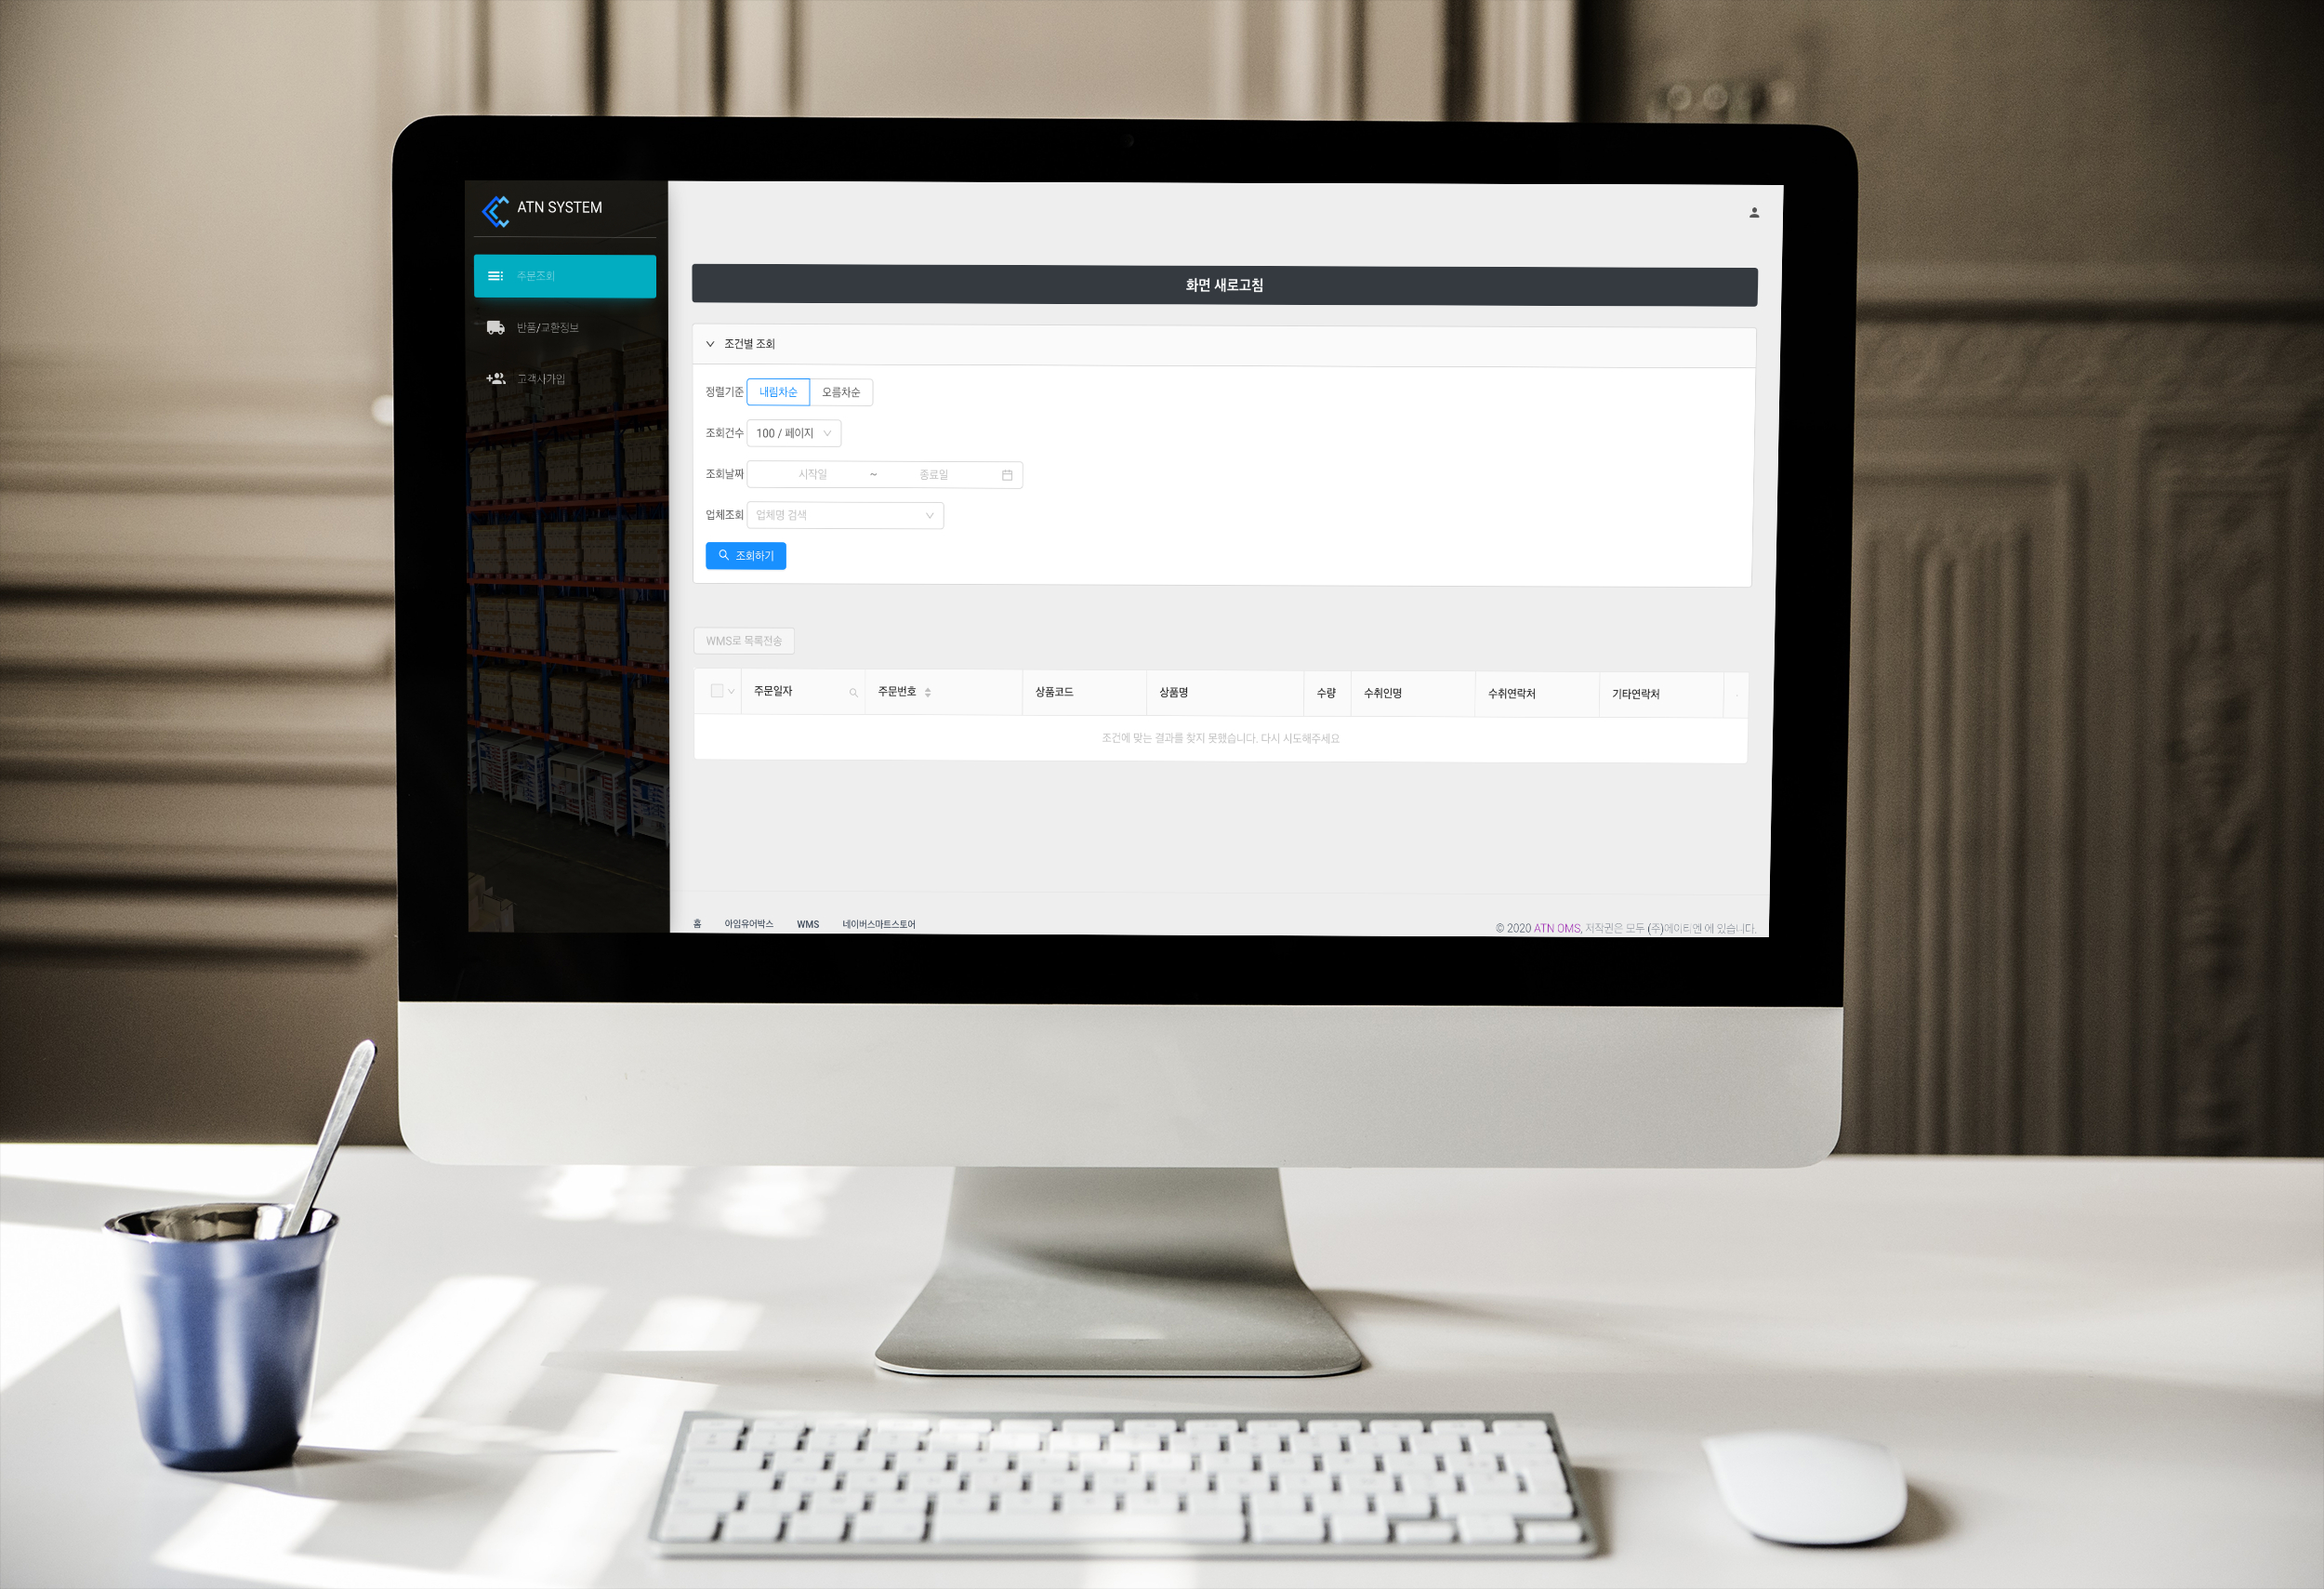 ATN SYSTEM
주문조회
반품/교환정보
고객사가입
화면 새로고침
조건별 조회
정렬기준 내림차순 오름차순
조회건수 100 / 페이지
조회날짜 시작일 ~ 종료일
업체조회 업체명 검색
조회하기
WMS로 목록전송
주문일자 주문번호 상품코드 상품명 수량 수취인명 수취연락처 기타연락처
조건에 맞는 결과를 찾지 못했습니다. 다시 시도해주세요
홈 아임유어박스 WMS 네이버스마트스토어
© 2020 ATN OMS, 저작권은 모두 (주)에이티엔 에 있습니다.